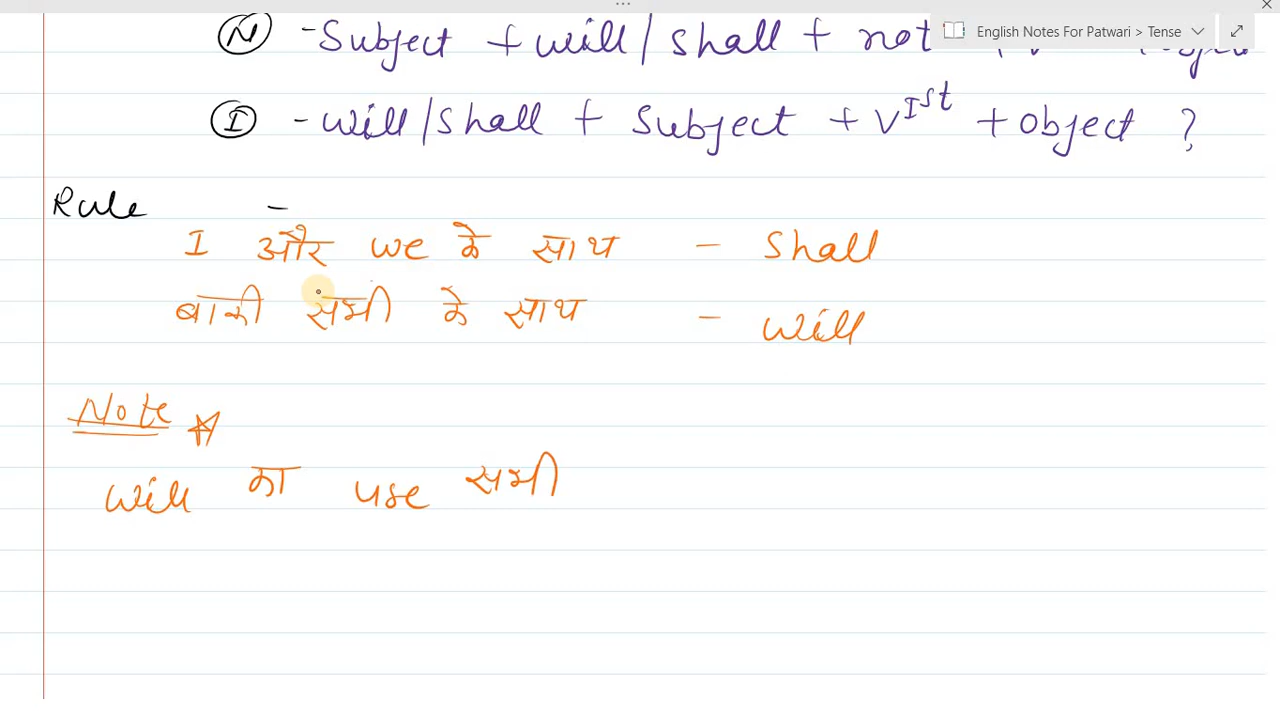 English Notes For Patwari > Tense
(N) - Subject + will / shall + not
(I) - will / shall + Subject + V Ist + object ?
Rule -
I और we के साथ - Shall
बाकी सभी के साथ - will
Note ☆
will का use सभी